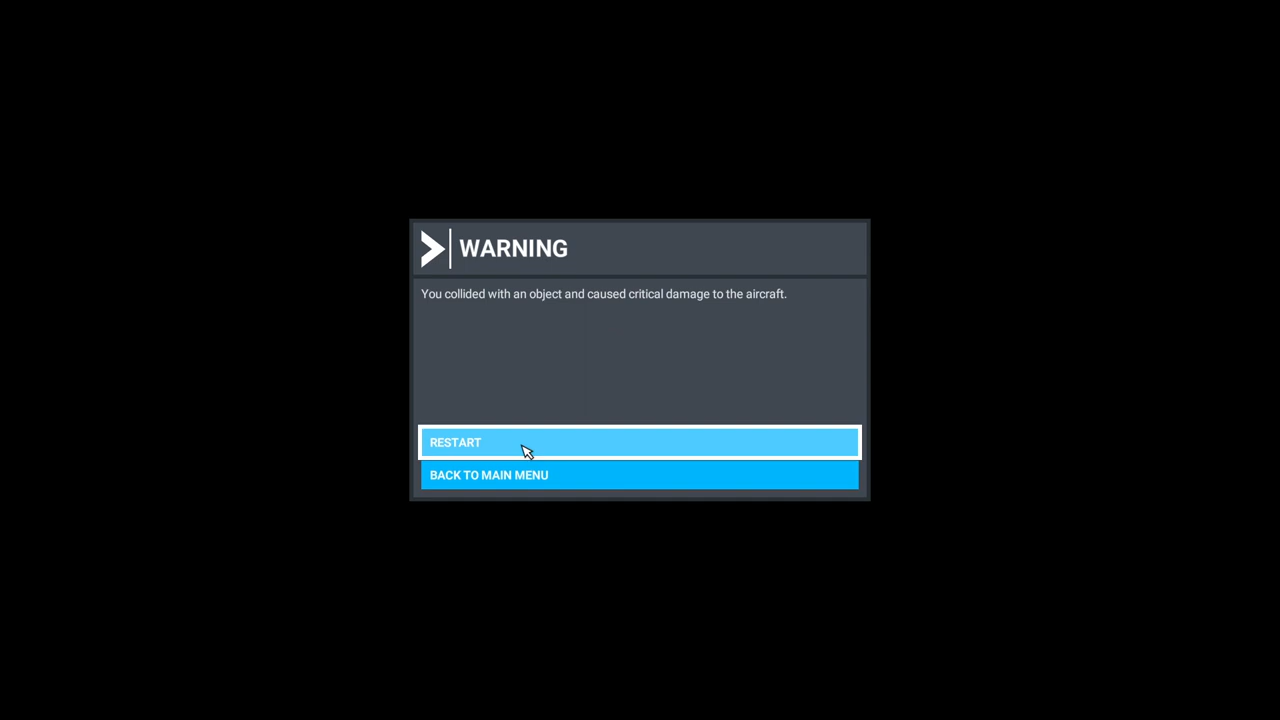 WARNING
You collided with an object and caused critical damage to the aircraft.
RESTART
BACK TO MAIN MENU